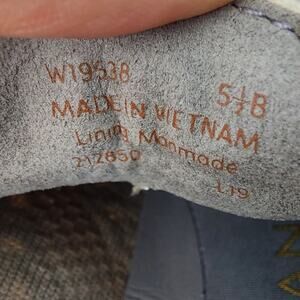 W19538 5½B
MADE IN VIETNAM
Lining Manmade
212850
L19